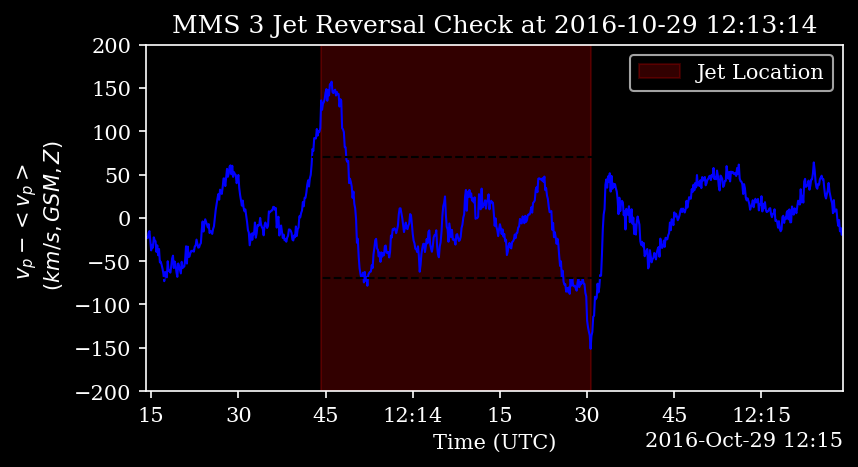 MMS 3 Jet Reversal Check at 2016-10-29 12:13:14
Jet Location
200
150
100
50
0
−50
−100
−150
−200
v_p − < v_p >
(km/s, GSM, Z)
15 30 45 12:14 15 30 45 12:15
Time (UTC)
2016-Oct-29 12:15